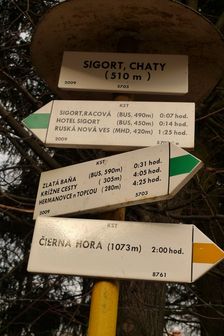 SIGORT, CHATY
(510 m)
2009 5703
KST
SIGORT,RACOVÁ (BUS, 490m) 0:07 hod.
HOTEL SIGORT (BUS, 450m) 0:14 hod.
RUSKÁ NOVÁ VES (MHD, 420m) 1:25 hod.
2009
KST
ZLATÁ BAŇA (BUS, 590m) 0:31 hod.
KRÍŽNE CESTY ( 305m) 4:05 hod.
HERMANOVCE n TOPĽOU (280m) 4:25 hod.
2009 5703
KST
ČIERNA HORA (1073m) 2:00 hod.
8761